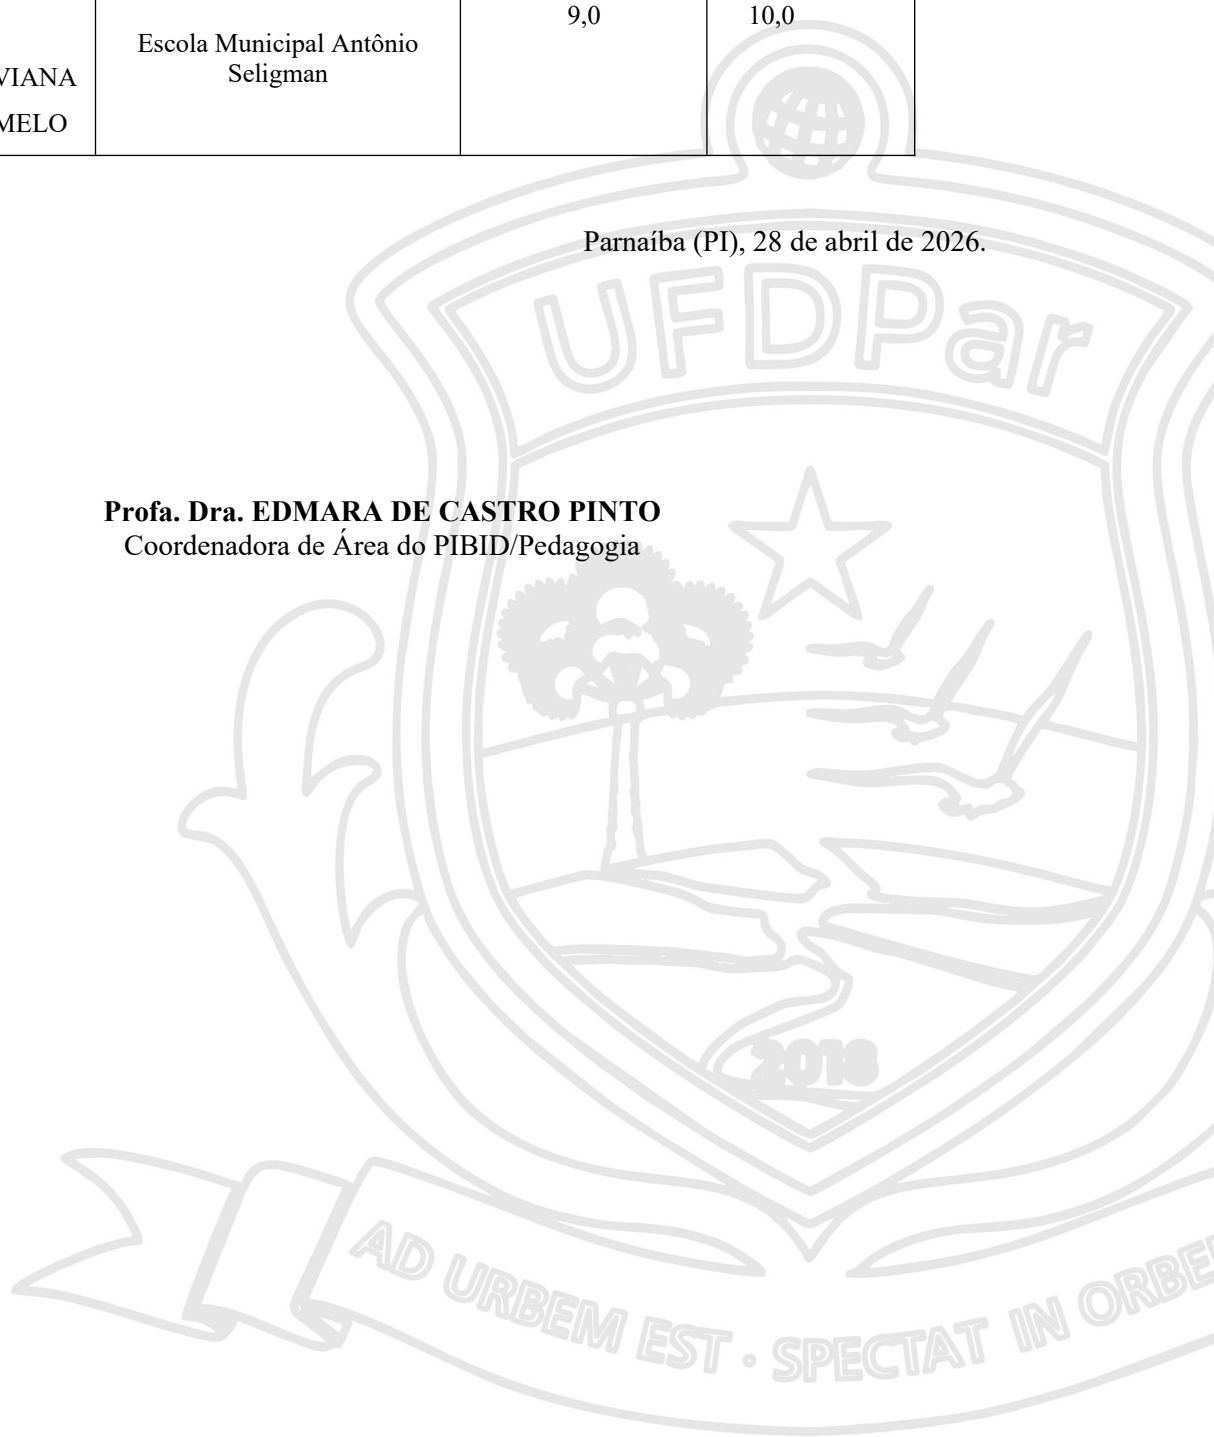 9,0 10,0
Escola Municipal Antônio
Seligman
VIANA
MELO
Parnaíba (PI), 28 de abril de 2026.
UFDPar
Profa. Dra. EDMARA DE CASTRO PINTO
Coordenadora de Área do PIBID/Pedagogia
2018
AD URBEM EST · SPECTAT IN ORBE